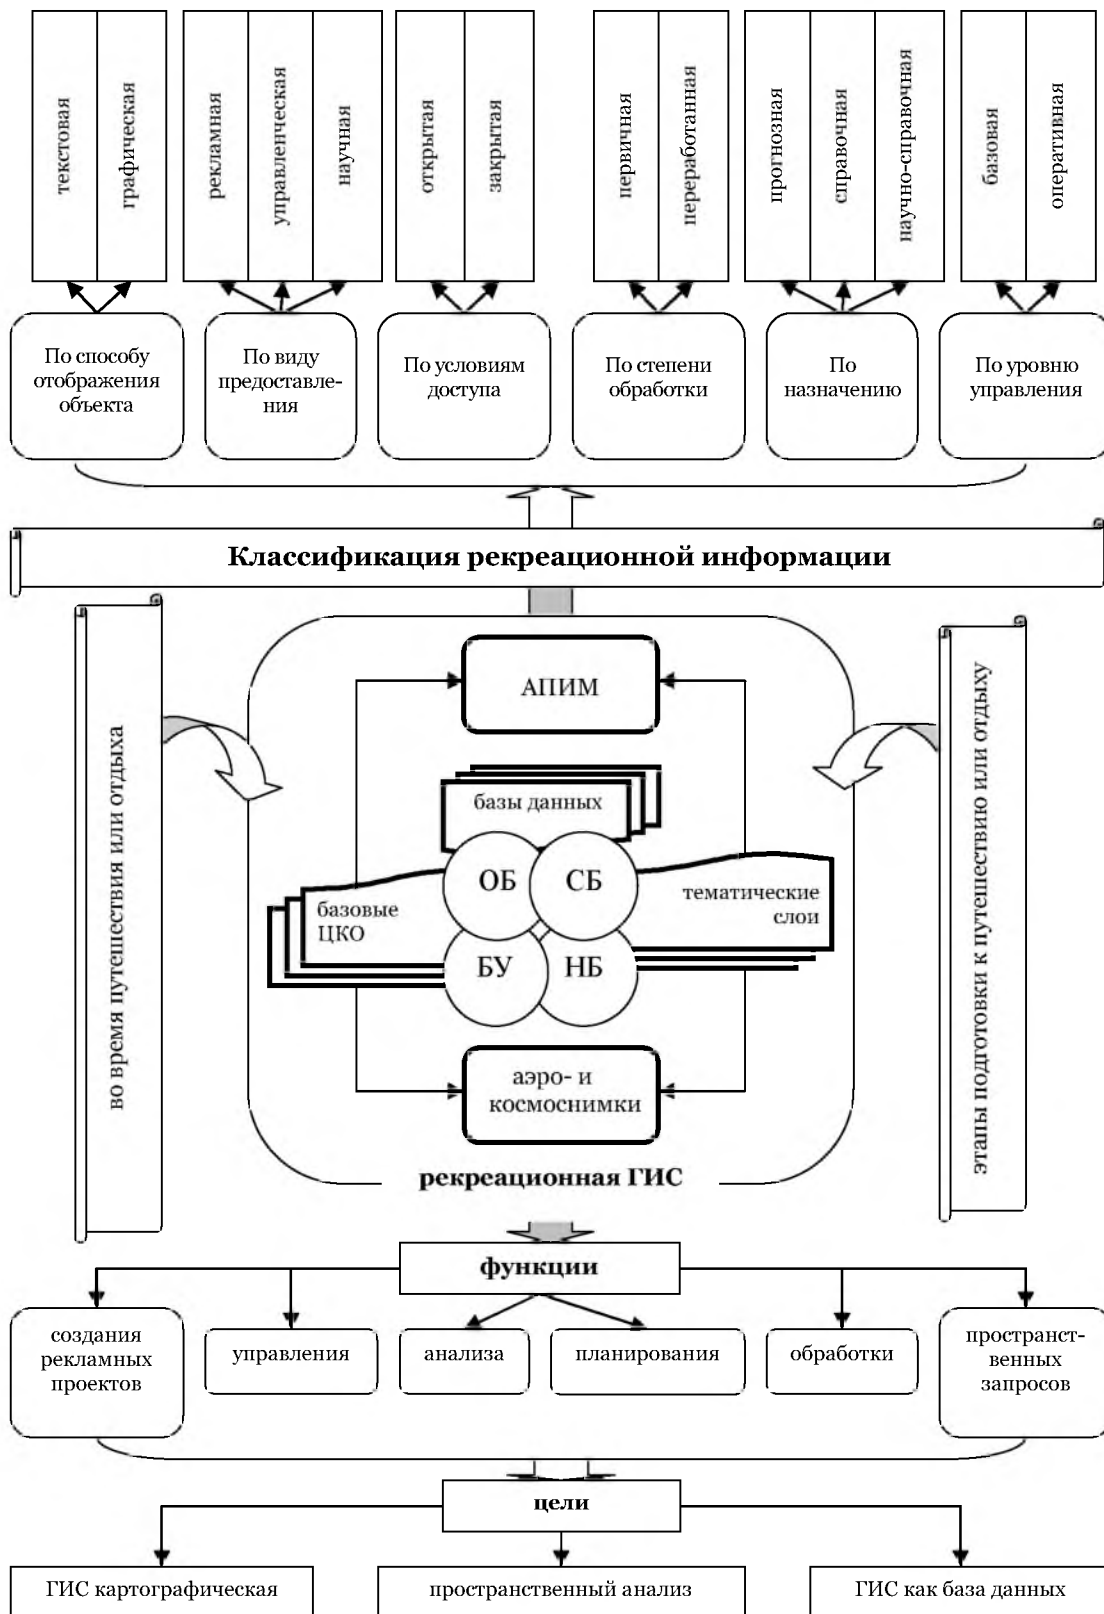 текстовая
графическая
рекламная
управленческая
научная
открытая
закрытая
первичная
переработанная
прогнозная
справочная
научно-справочная
базовая
оперативная
По способу
отображения
объекта
По виду
предоставле-
ния
По условиям
доступа
По степени
обработки
По
назначению
По уровню
управления
Классификация рекреационной информации
во время путешествия или отдыха
этапы подготовки к путешествию или отдыху
АПИМ
базы данных
ОБ
СБ
базовые
ЦКО
тематические
слои
БУ
НБ
аэро- и
космоснимки
рекреационная ГИС
функции
создания
рекламных
проектов
управления
анализа
планирования
обработки
пространст-
венных
запросов
цели
ГИС картографическая
пространственный анализ
ГИС как база данных